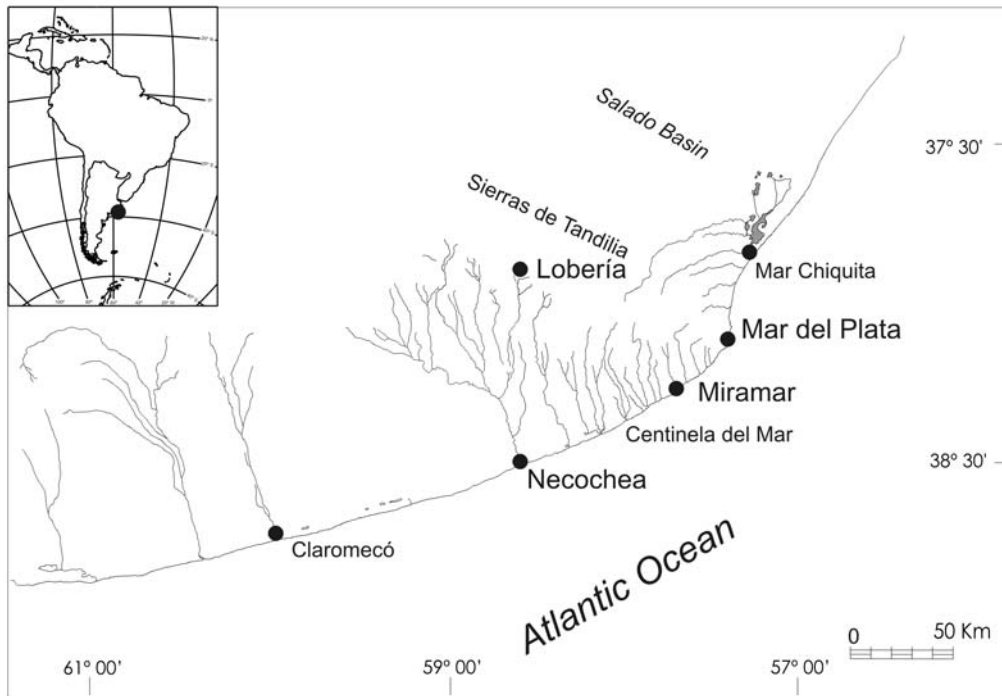 Salado Basin
37° 30'
Sierras de Tandilia
Lobería
Mar Chiquita
Mar del Plata
Miramar
Centinela del Mar
38° 30'
Necochea
Claromecó
Atlantic Ocean
0 50 Km
61° 00'
59° 00'
57° 00'